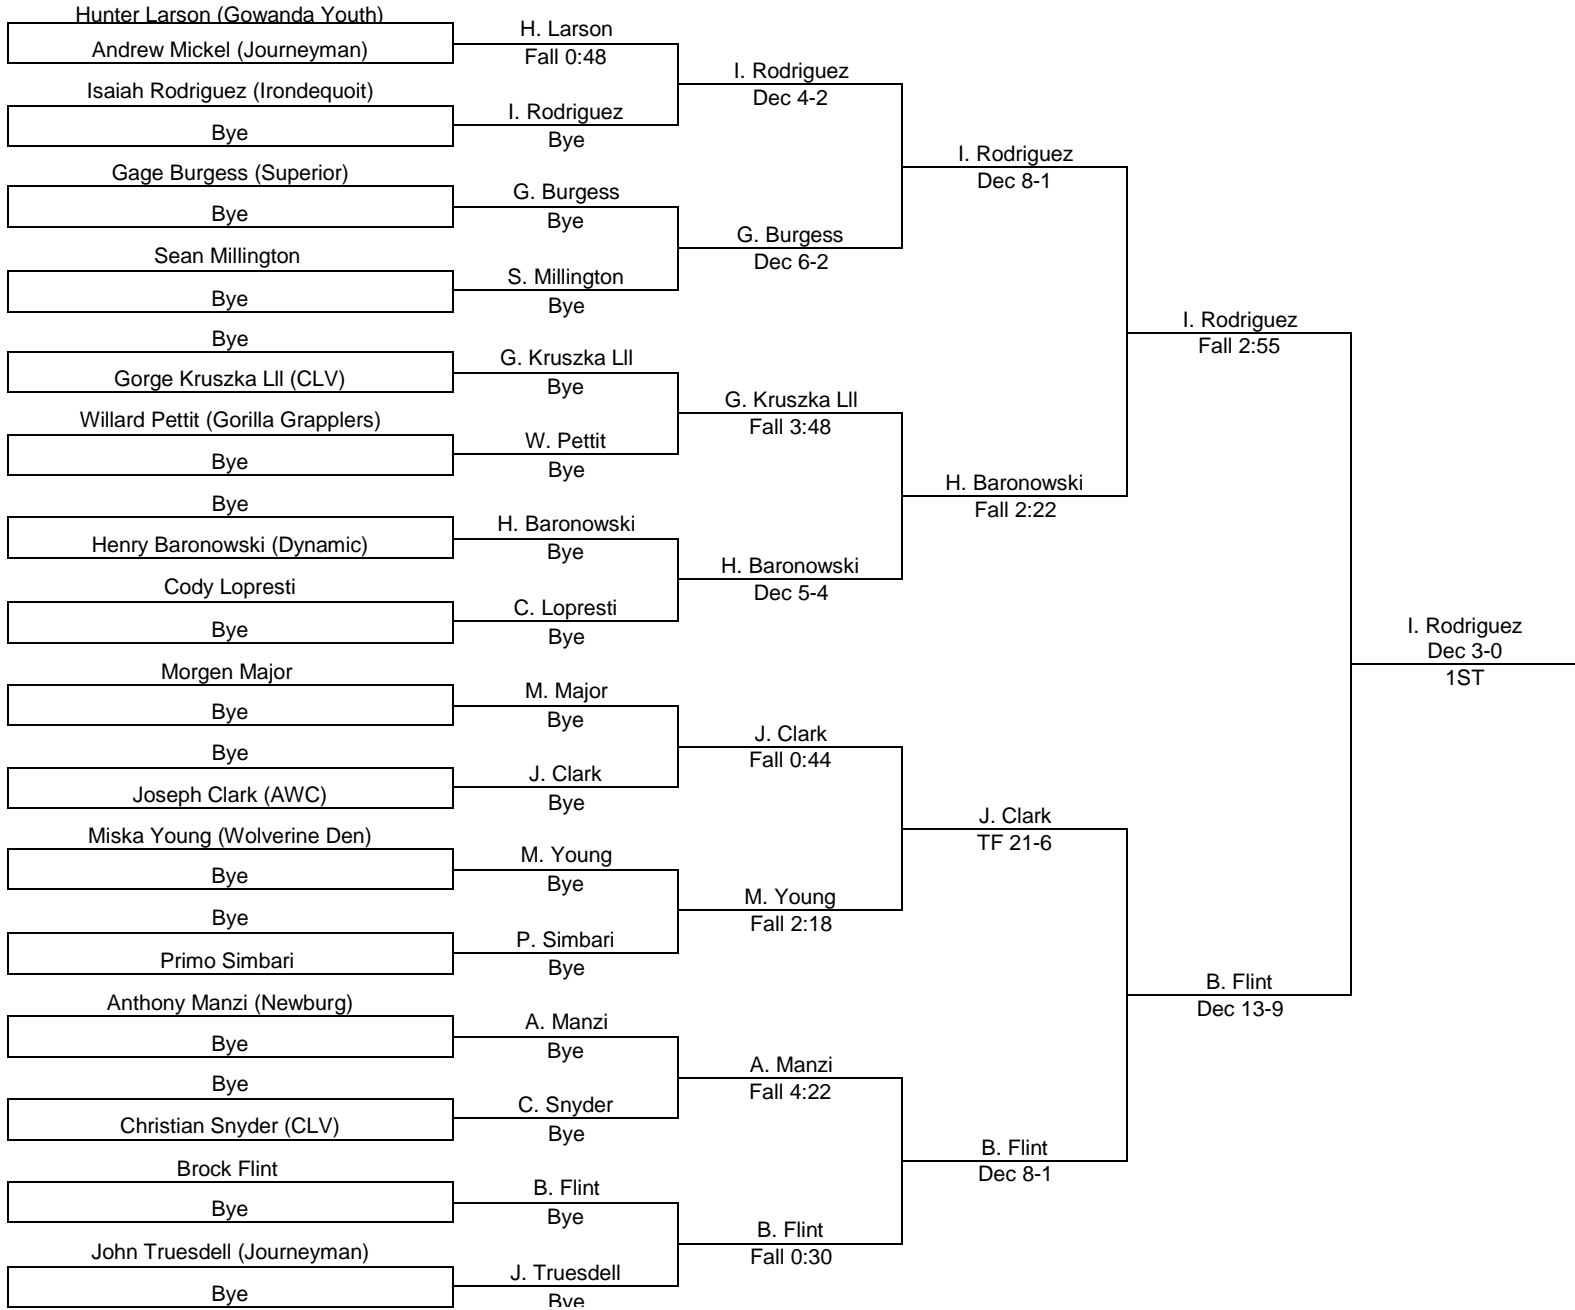 Hunter Larson (Gowanda Youth)
Andrew Mickel (Journeyman)
Isaiah Rodriguez (Irondequoit)
Bye
Gage Burgess (Superior)
Bye
Sean Millington
Bye
Bye
Gorge Kruszka Lll (CLV)
Willard Pettit (Gorilla Grapplers)
Bye
Bye
Henry Baronowski (Dynamic)
Cody Lopresti
Bye
Morgen Major
Bye
Bye
Joseph Clark (AWC)
Miska Young (Wolverine Den)
Bye
Bye
Primo Simbari
Anthony Manzi (Newburg)
Bye
Bye
Christian Snyder (CLV)
Brock Flint
Bye
John Truesdell (Journeyman)
Bye
H. Larson
Fall 0:48
I. Rodriguez
Bye
G. Burgess
Bye
S. Millington
Bye
G. Kruszka Lll
Bye
W. Pettit
Bye
H. Baronowski
Bye
C. Lopresti
Bye
M. Major
Bye
J. Clark
Bye
M. Young
Bye
P. Simbari
Bye
A. Manzi
Bye
C. Snyder
Bye
B. Flint
Bye
J. Truesdell
Bye
I. Rodriguez
Dec 4-2
G. Burgess
Dec 6-2
G. Kruszka Lll
Fall 3:48
H. Baronowski
Dec 5-4
J. Clark
Fall 0:44
M. Young
Fall 2:18
A. Manzi
Fall 4:22
B. Flint
Fall 0:30
I. Rodriguez
Dec 8-1
H. Baronowski
Fall 2:22
J. Clark
TF 21-6
B. Flint
Dec 8-1
I. Rodriguez
Fall 2:55
B. Flint
Dec 13-9
I. Rodriguez
Dec 3-0
1ST